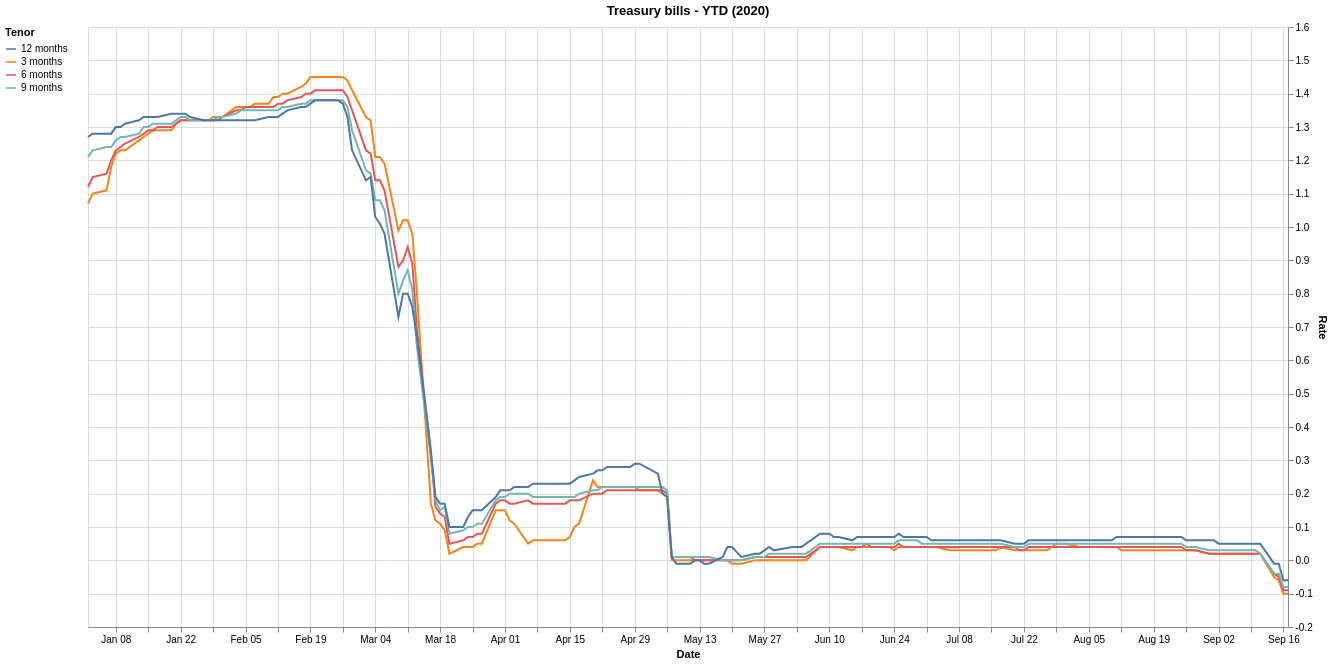 Treasury bills - YTD (2020)
Tenor
12 months
3 months
6 months
9 months
1.6
1.5
1.4
1.3
1.2
1.1
1.0
0.9
0.8
0.7
0.6
0.5
0.4
0.3
0.2
0.1
0.0
-0.1
-0.2
Rate
Jan 08 Jan 22 Feb 05 Feb 19 Mar 04 Mar 18 Apr 01 Apr 15 Apr 29 May 13 May 27 Jun 10 Jun 24 Jul 08 Jul 22 Aug 05 Aug 19 Sep 02 Sep 16
Date